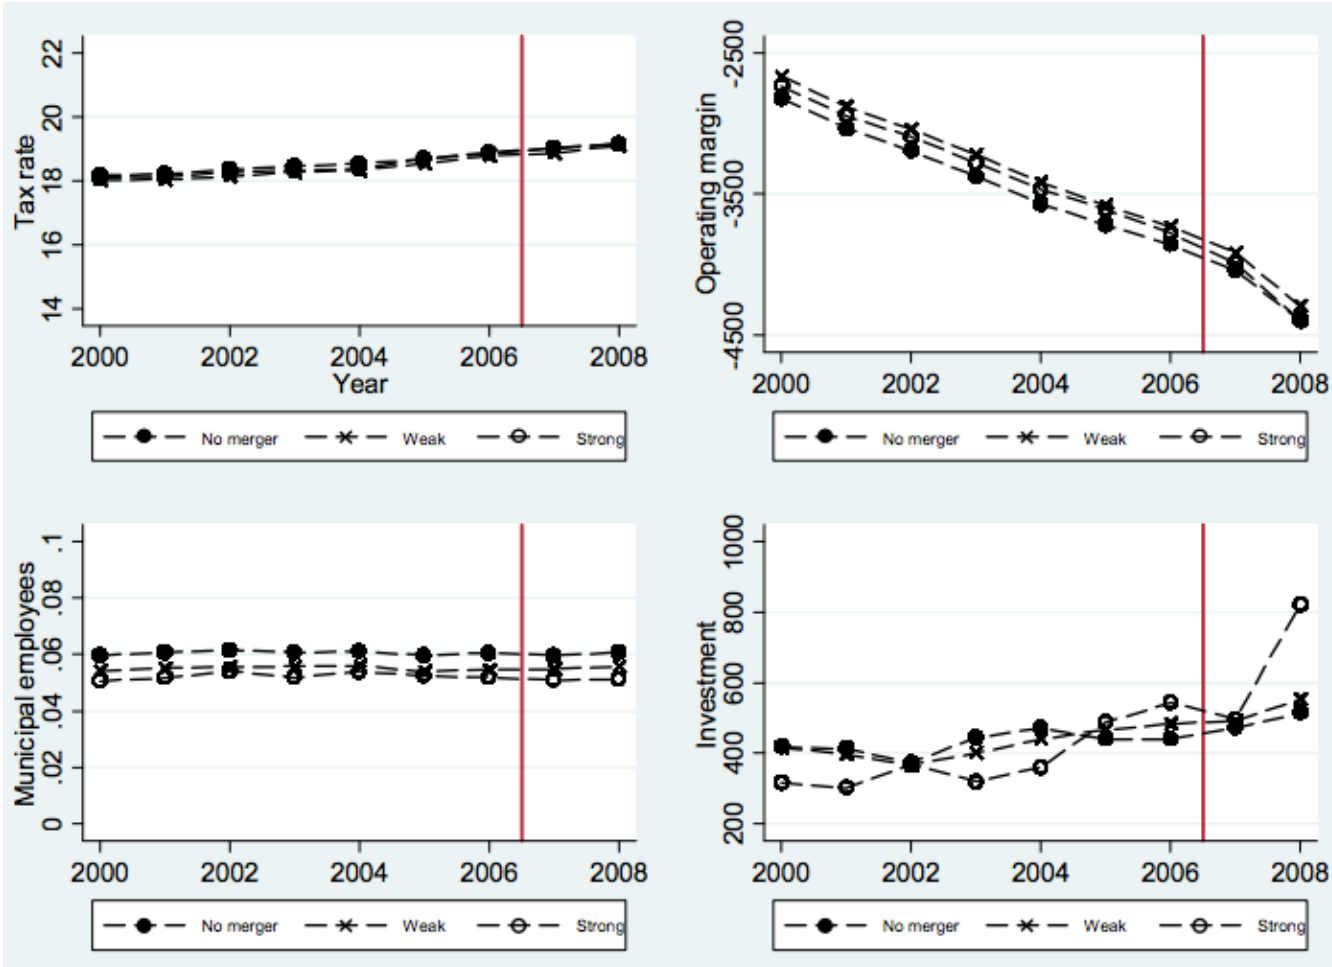 Tax rate
22
20
18
16
14
2000 2002 2004 2006 2008
Year
No merger Weak Strong
Operating margin
-2500
-3500
-4500
2000 2002 2004 2006 2008
No merger Weak Strong
Municipal employees
.1
.08
.06
.04
.02
0
2000 2002 2004 2006 2008
No merger Weak Strong
Investment
1000
800
600
400
200
2000 2002 2004 2006 2008
No merger Weak Strong